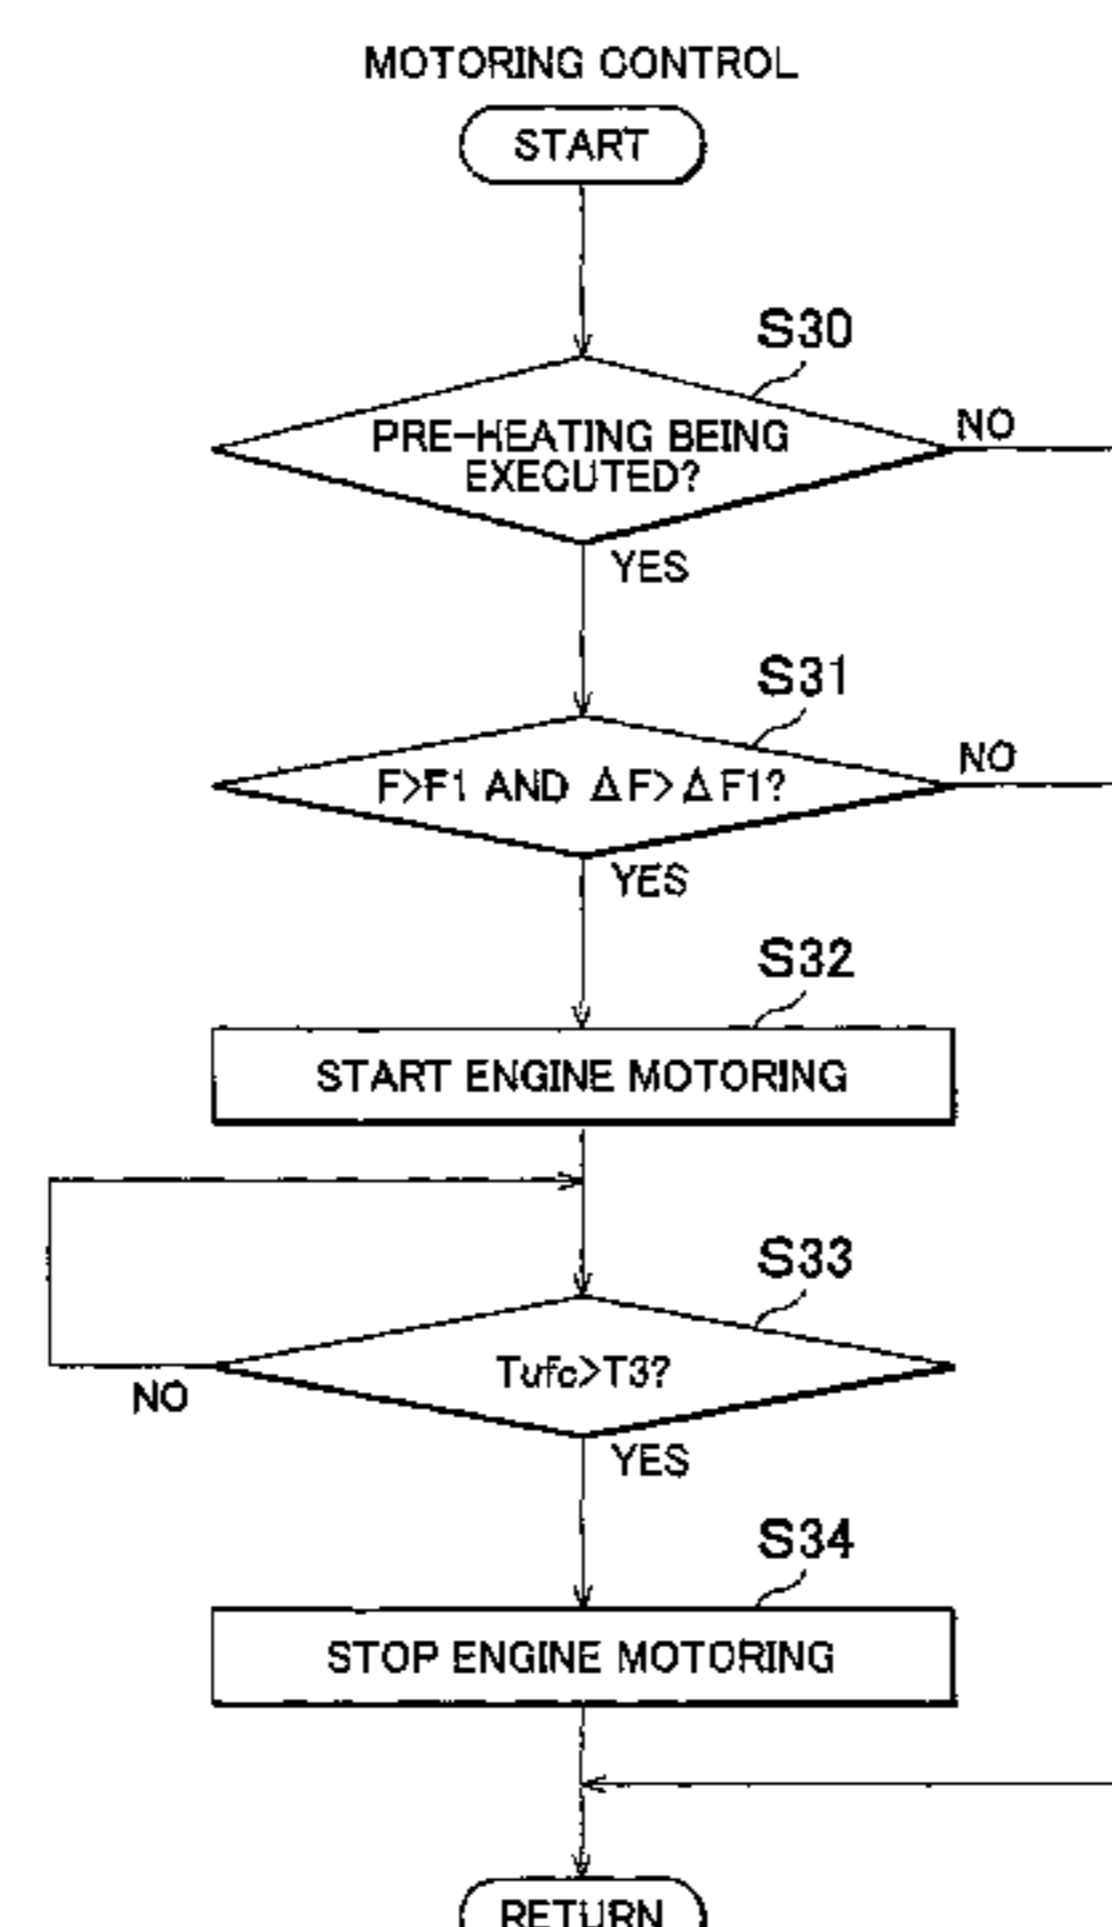 MOTORING CONTROL
START
S30
PRE-HEATING BEING
EXECUTED?
NO
YES
S31
F>F1 AND ΔF>ΔF1?
NO
YES
S32
START ENGINE MOTORING
S33
Tufc>T3?
NO
YES
S34
STOP ENGINE MOTORING
RETURN